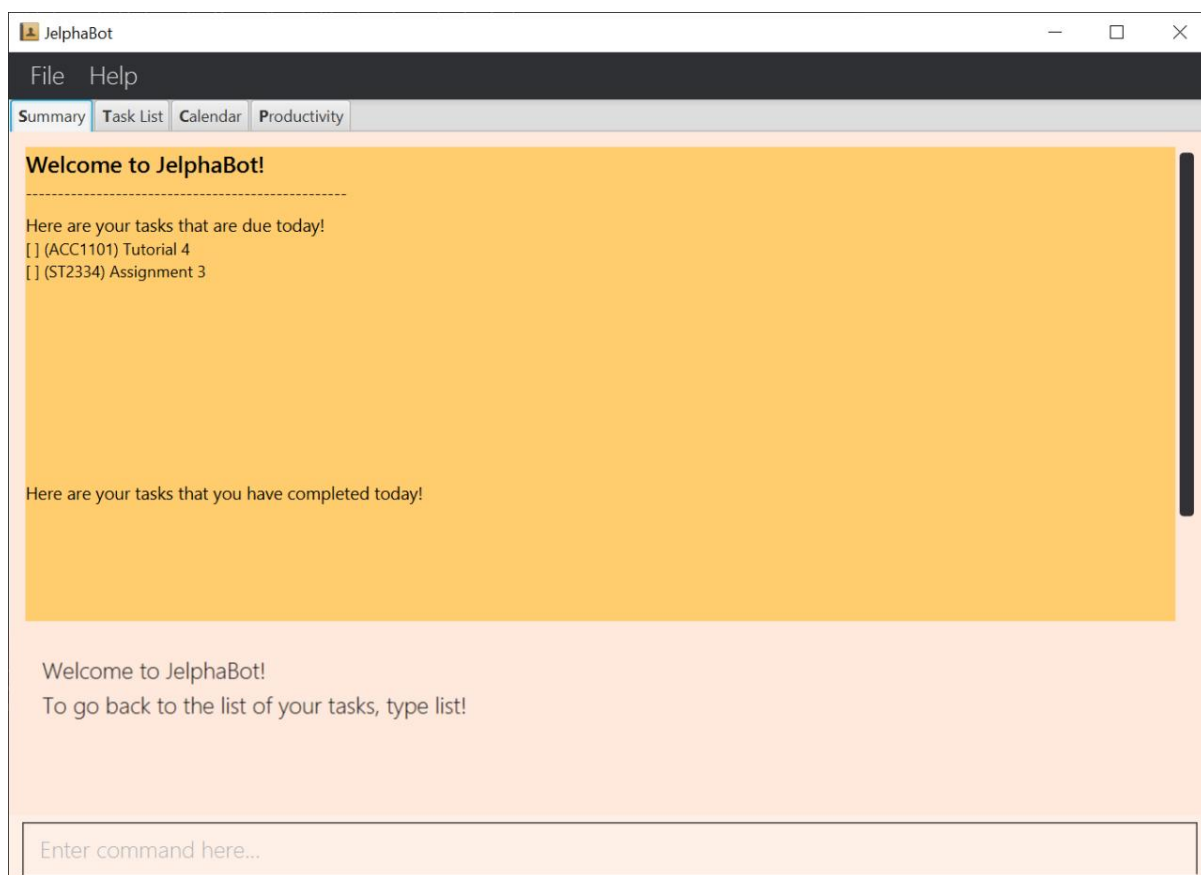 JelphaBot
File Help
Summary Task List Calendar Productivity
Welcome to JelphaBot!
--------------------------------------------------
Here are your tasks that are due today!
[ ] (ACC1101) Tutorial 4
[ ] (ST2334) Assignment 3
Here are your tasks that you have completed today!
Welcome to JelphaBot!
To go back to the list of your tasks, type list!
Enter command here...